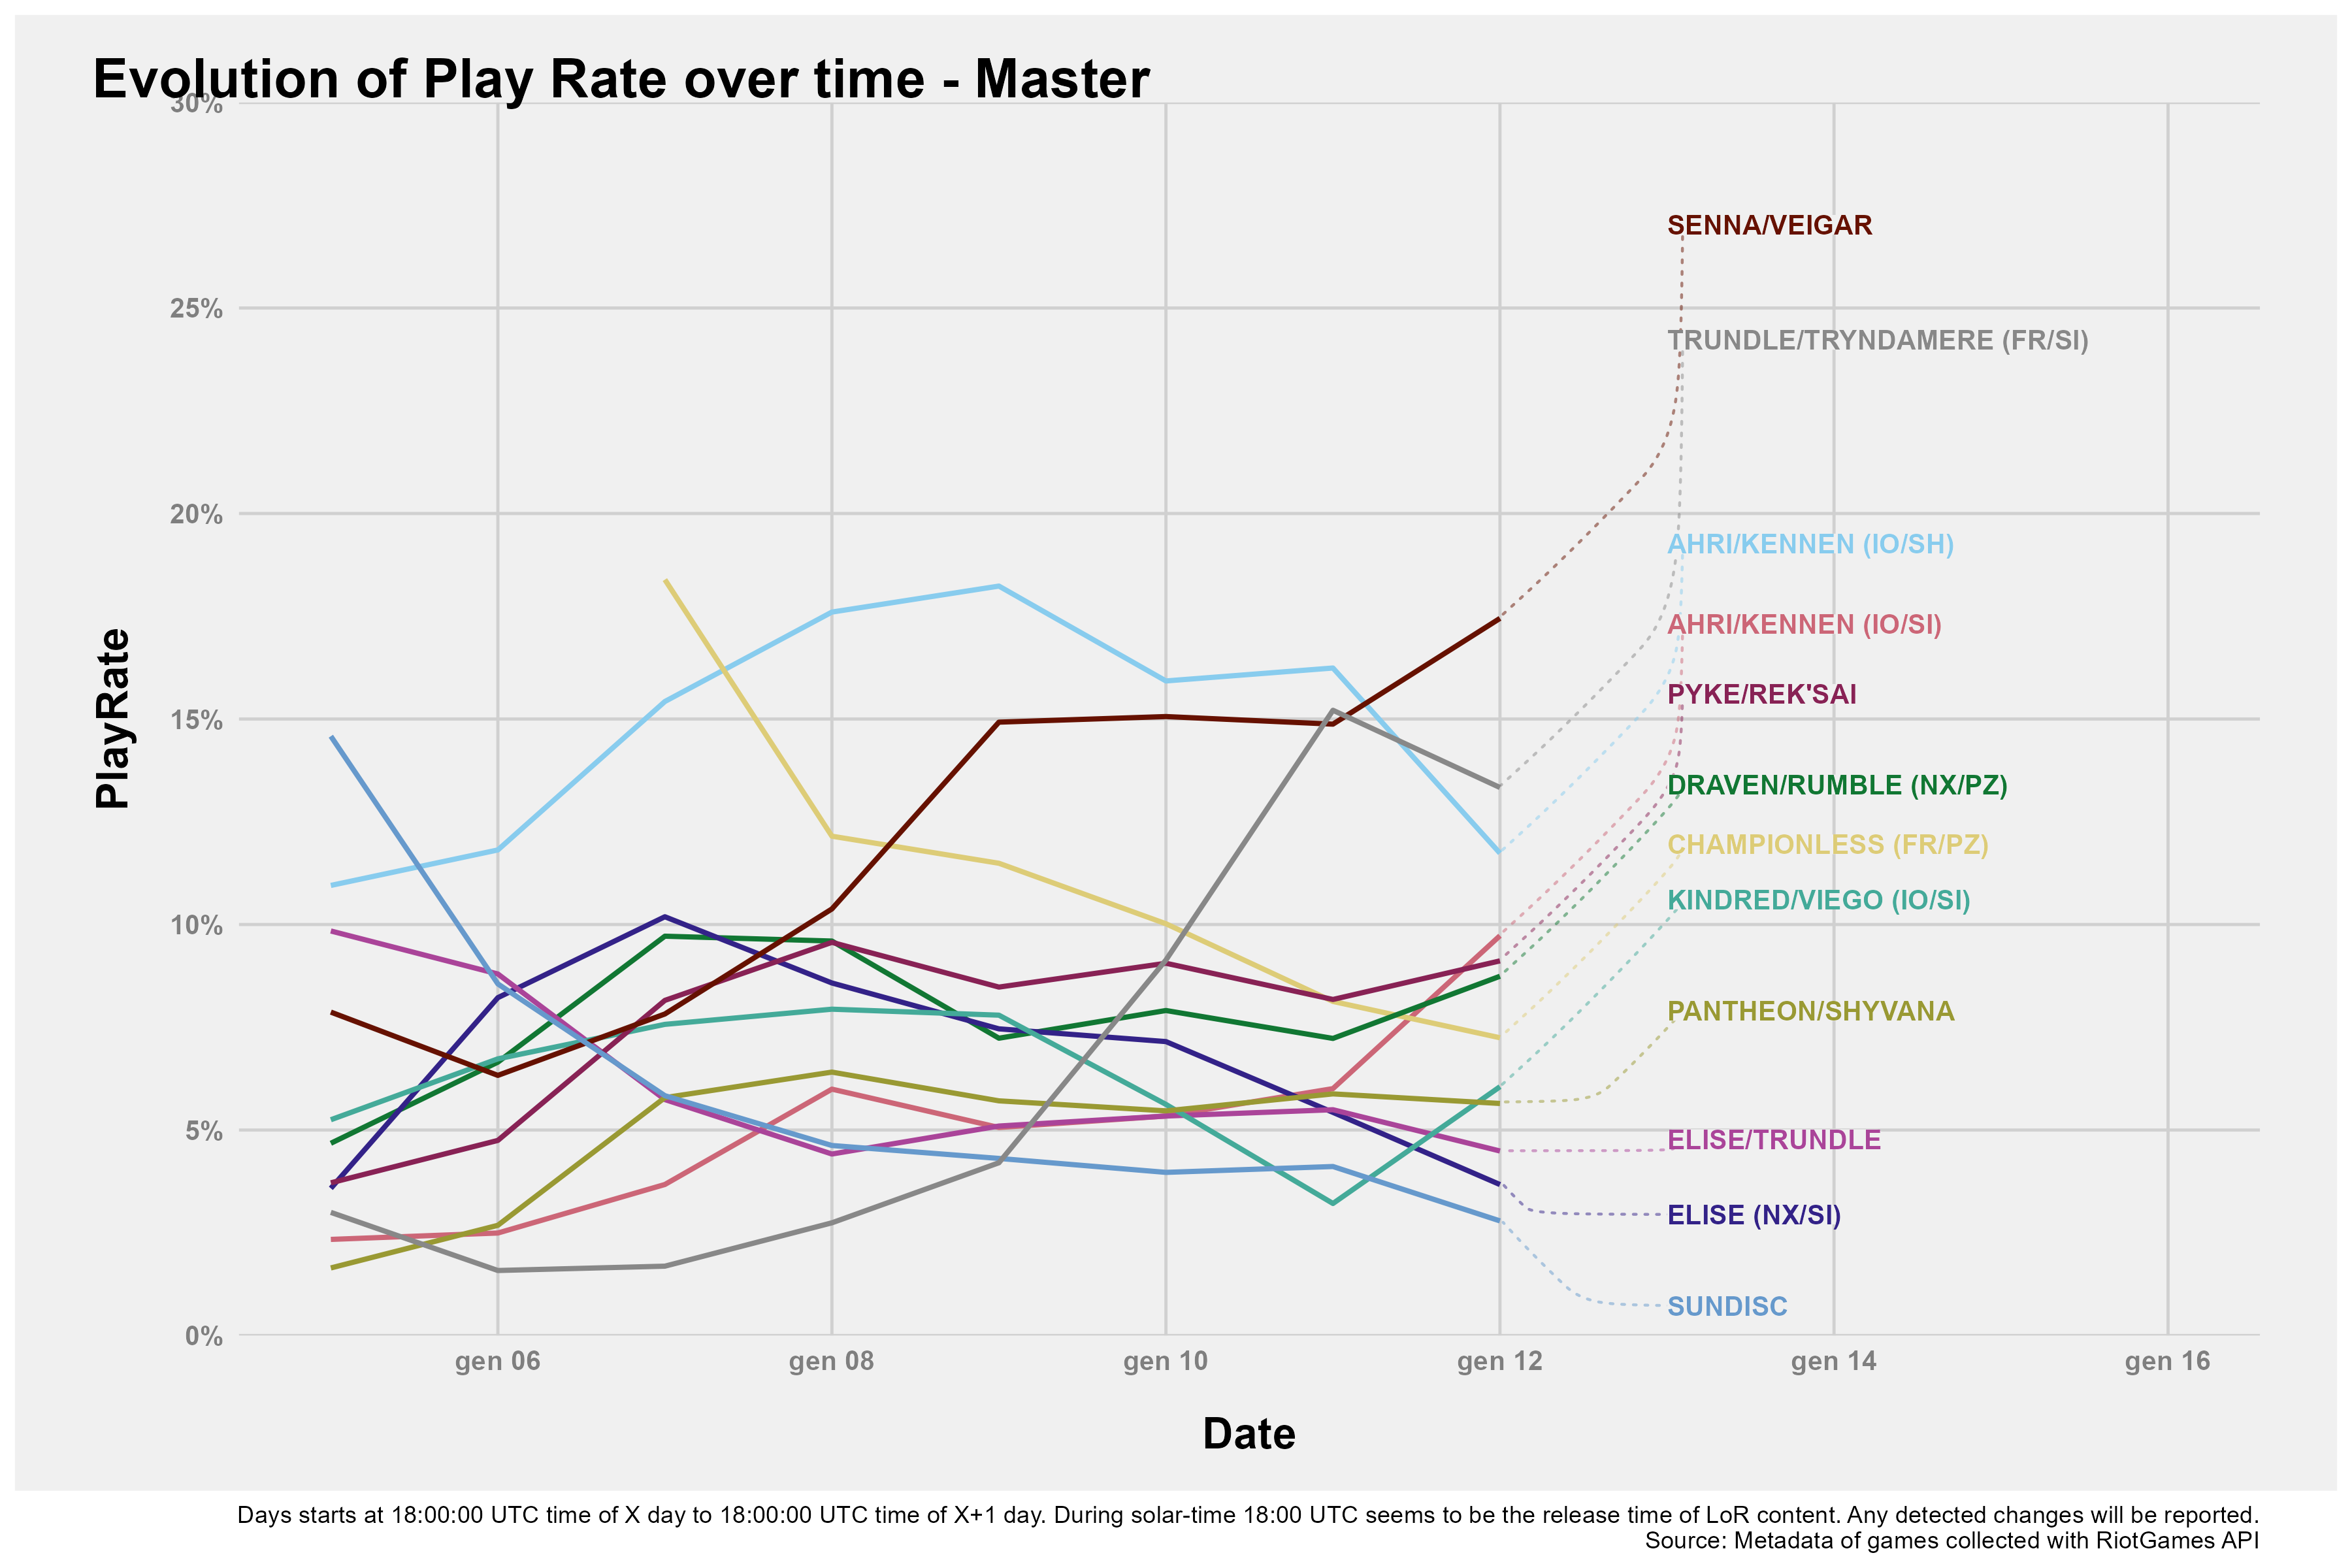 Evolution of Play Rate over time - Master
30%
25%
20%
15%
10%
5%
0%
PlayRate
SENNA/VEIGAR
TRUNDLE/TRYNDAMERE (FR/SI)
AHRI/KENNEN (IO/SH)
AHRI/KENNEN (IO/SI)
PYKE/REK'SAI
DRAVEN/RUMBLE (NX/PZ)
CHAMPIONLESS (FR/PZ)
KINDRED/VIEGO (IO/SI)
PANTHEON/SHYVANA
ELISE/TRUNDLE
ELISE (NX/SI)
SUNDISC
gen 06 gen 08 gen 10 gen 12 gen 14 gen 16
Date
Days starts at 18:00:00 UTC time of X day to 18:00:00 UTC time of X+1 day. During solar-time 18:00 UTC seems to be the release time of LoR content. Any detected changes will be reported.
Source: Metadata of games collected with RiotGames API